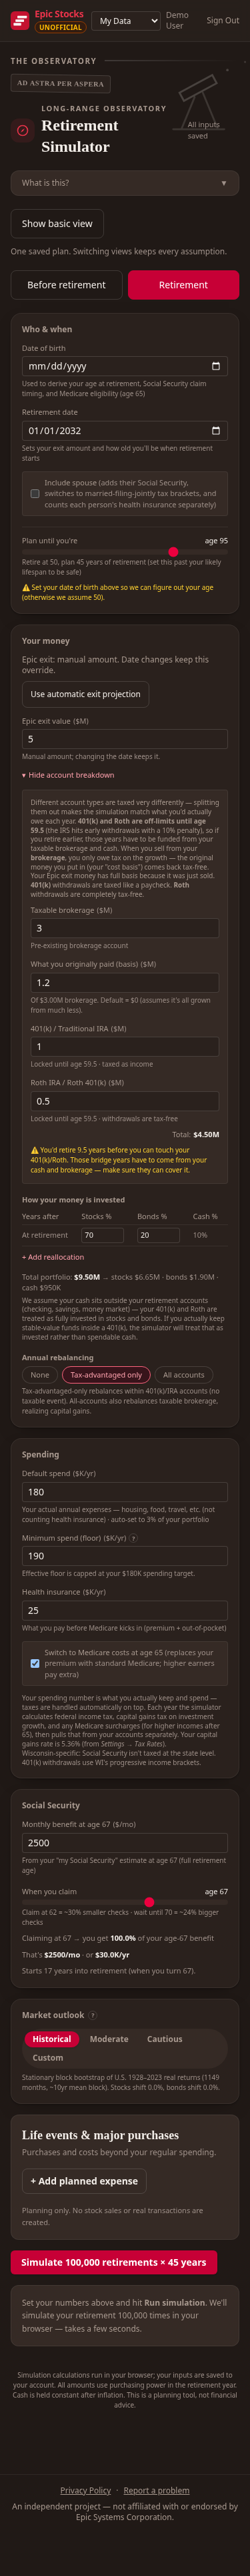 Epic Stocks
UNOFFICIAL
My Data
Demo User
Sign Out
THE OBSERVATORY
AD ASTRA PER ASPERA
LONG-RANGE OBSERVATORY
Retirement
Simulator
All inputs
saved
What is this?
Show basic view
One saved plan. Switching views keeps every assumption.
Before retirement
Retirement
Who & when
Date of birth
mm/dd/yyyy
Used to derive your age at retirement, Social Security claim
timing, and Medicare eligibility (age 65)
Retirement date
01/01/2032
Sets your exit amount and how old you'll be when retirement
starts
Include spouse (adds their Social Security,
switches to married-filing-jointly tax brackets, and
counts each person's health insurance separately)
Plan until you're
age 95
Retire at 50, plan 45 years of retirement (set this past your likely
lifespan to be safe)
⚠ Set your date of birth above so we can figure out your age
(otherwise we assume 50).
Your money
Epic exit: manual amount. Date changes keep this
override.
Use automatic exit projection
Epic exit value ($M)
5
Manual amount; changing the date keeps it.
▾ Hide account breakdown
Different account types are taxed very differently — splitting
them out makes the simulation match what you'd actually
owe each year. 401(k) and Roth are off-limits until age
59.5 (the IRS hits early withdrawals with a 10% penalty), so if
you retire earlier, those years have to be funded from your
taxable brokerage and cash. When you sell from your
brokerage, you only owe tax on the growth — the original
money you put in (your "cost basis") comes back tax-free.
Your Epic exit money has full basis because it was just sold.
401(k) withdrawals are taxed like a paycheck. Roth
withdrawals are completely tax-free.
Taxable brokerage ($M)
3
Pre-existing brokerage account
What you originally paid (basis) ($M)
1.2
Of $3.00M brokerage. Default = $0 (assumes it's all grown
from much less).
401(k) / Traditional IRA ($M)
1
Locked until age 59.5 · taxed as income
Roth IRA / Roth 401(k) ($M)
0.5
Locked until age 59.5 · withdrawals are tax-free
Total: $4.50M
⚠ You'd retire 9.5 years before you can touch your
401(k)/Roth. Those bridge years have to come from your
cash and brokerage — make sure they can cover it.
How your money is invested
Years after
Stocks %
Bonds %
Cash %
At retirement
70
20
10%
+ Add reallocation
Total portfolio: $9.50M → stocks $6.65M · bonds $1.90M ·
cash $950K
We assume cash sits outside your retirement accounts
(checking, savings, money market) — your 401(k) and Roth are
treated as fully invested in stocks and bonds. If you actually keep
stable-value funds inside a 401(k), the simulator will treat that as
invested rather than spendable cash.
Annual rebalancing
None
Tax-advantaged only
All accounts
Tax-advantaged-only rebalances within 401(k)/IRA accounts (no
taxable event). All-accounts also rebalances taxable brokerage,
realizing capital gains.
Spending
Default spend ($K/yr)
180
Your actual annual expenses — housing, food, travel, etc. (not
counting health insurance) · auto-set to 3% of your portfolio
Minimum spend (floor) ($K/yr) ?
190
Effective floor is capped at your $180K spending target.
Health insurance ($K/yr)
25
What you pay before Medicare kicks in (premium + out-of-pocket)
Switch to Medicare costs at age 65 (replaces your
premium with standard Medicare; higher earners
pay extra)
Your spending number is what you actually keep and spend —
taxes are handled automatically on top. Each year the simulator
calculates federal income tax, capital gains tax on investment
growth, and any Medicare surcharges (for higher incomes after
65), then pulls that from your accounts separately. Your capital
gains rate is 5.36% (from Settings → Tax Rates).
Wisconsin-specific: Social Security isn't taxed at the state level.
401(k) withdrawals use WI's progressive income brackets.
Social Security
Monthly benefit at age 67 ($/mo)
2500
From your "my Social Security" estimate at age 67 (full retirement
age)
When you claim
age 67
Claim at 62 = ~30% smaller checks · wait until 70 = ~24% bigger
checks
Claiming at 67 → you get 100.0% of your age-67 benefit
That's $2500/mo · or $30.0K/yr
Starts 17 years into retirement (when you turn 67).
Market outlook ?
Historical
Moderate
Cautious
Custom
Stationary block bootstrap of U.S. 1928–2023 real returns (1149
months, ~10yr mean block). Stocks shift 0.0%, bonds shift 0.0%.
Life events & major purchases
Purchases and costs beyond your regular spending.
+ Add planned expense
Planning only. No stock sales or real transactions are
created.
Simulate 100,000 retirements × 45 years
Set your numbers above and hit Run simulation. We'll
simulate your retirement 100,000 times in your
browser — takes a few seconds.
Simulation calculations run in your browser; your inputs are saved to
your account. All amounts use purchasing power in the retirement year.
Cash is held constant after inflation. This is a planning tool, not financial
advice.
Privacy Policy · Report a problem
An independent project — not affiliated with or endorsed by
Epic Systems Corporation.